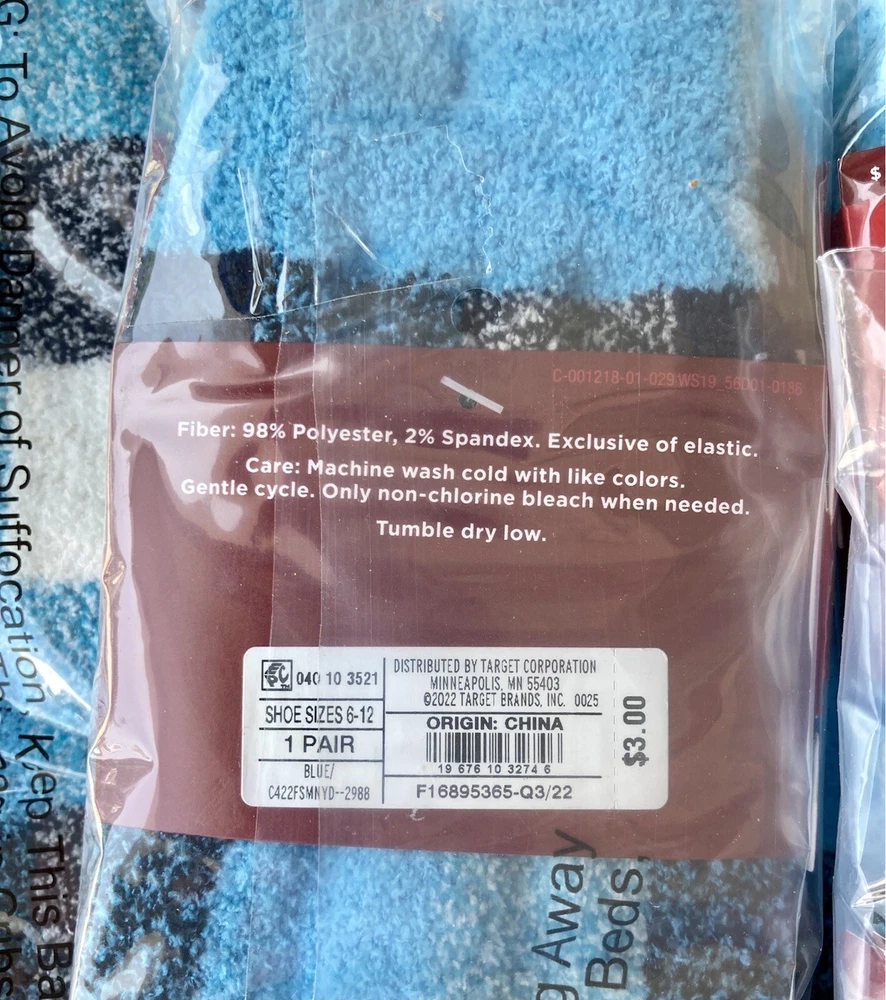 G: To Avoid Danger of Suffocation, Keep This Ba
Cribs
$
C-001218-01-029 WS19_56001-0186
Fiber: 98% Polyester, 2% Spandex. Exclusive of elastic.
Care: Machine wash cold with like colors.
Gentle cycle. Only non-chlorine bleach when needed.
Tumble dry low.
EPC
040 10 3521
SHOE SIZES 6-12
1 PAIR
BLUE/
C422FSMNYD--2988
DISTRIBUTED BY TARGET CORPORATION
MINNEAPOLIS, MN 55403
©2022 TARGET BRANDS, INC. 0025
ORIGIN: CHINA
19 676 10 3274 6
F16895365-Q3/22
$3.00
g Away
Beds,